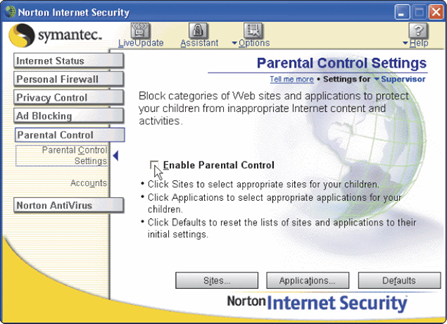 Norton Internet Security
symantec.
LiveUpdate Assistant Options Help
Internet Status
Personal Firewall
Privacy Control
Ad Blocking
Parental Control
Parental Control
Settings
Accounts
Norton AntiVirus
Parental Control Settings
Tell me more • Settings for Supervisor
Block categories of Web sites and applications to protect
your children from inappropriate Internet content and
activities.
Enable Parental Control
• Click Sites to select appropriate sites for your children.
• Click Applications to select appropriate applications for your
children.
• Click Defaults to reset the lists of sites and applications to their
initial settings.
Sites... Applications... Defaults
Norton Internet Security